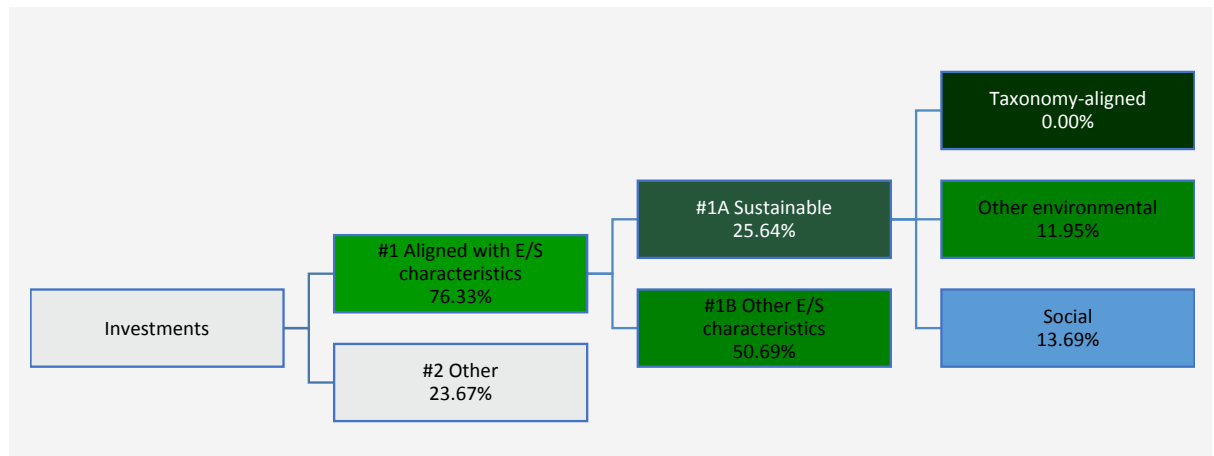 Investments
#1 Aligned with E/S
characteristics
76.33%
#2 Other
23.67%
#1A Sustainable
25.64%
#1B Other E/S
characteristics
50.69%
Taxonomy-aligned
0.00%
Other environmental
11.95%
Social
13.69%